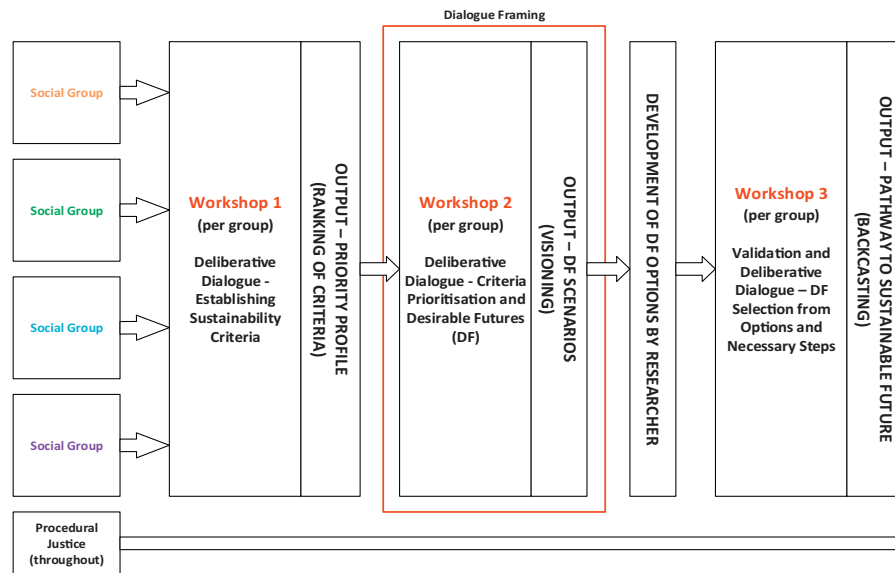 Dialogue Framing
Social Group
Social Group
Social Group
Social Group
Procedural
Justice
(throughout)
Workshop 1
(per group)
Deliberative
Dialogue -
Establishing
Sustainability
Criteria
OUTPUT – PRIORITY PROFILE
(RANKING OF CRITERIA)
Workshop 2
(per group)
Deliberative
Dialogue - Criteria
Prioritisation and
Desirable Futures
(DF)
OUTPUT – DF SCENARIOS
(VISIONING)
DEVELOPMENT OF DF OPTIONS BY RESEARCHER
Workshop 3
(per group)
Validation and
Deliberative
Dialogue – DF
Selection from
Options and
Necessary Steps
OUTPUT – PATHWAY TO SUSTAINABLE FUTURE
(BACKCASTING)